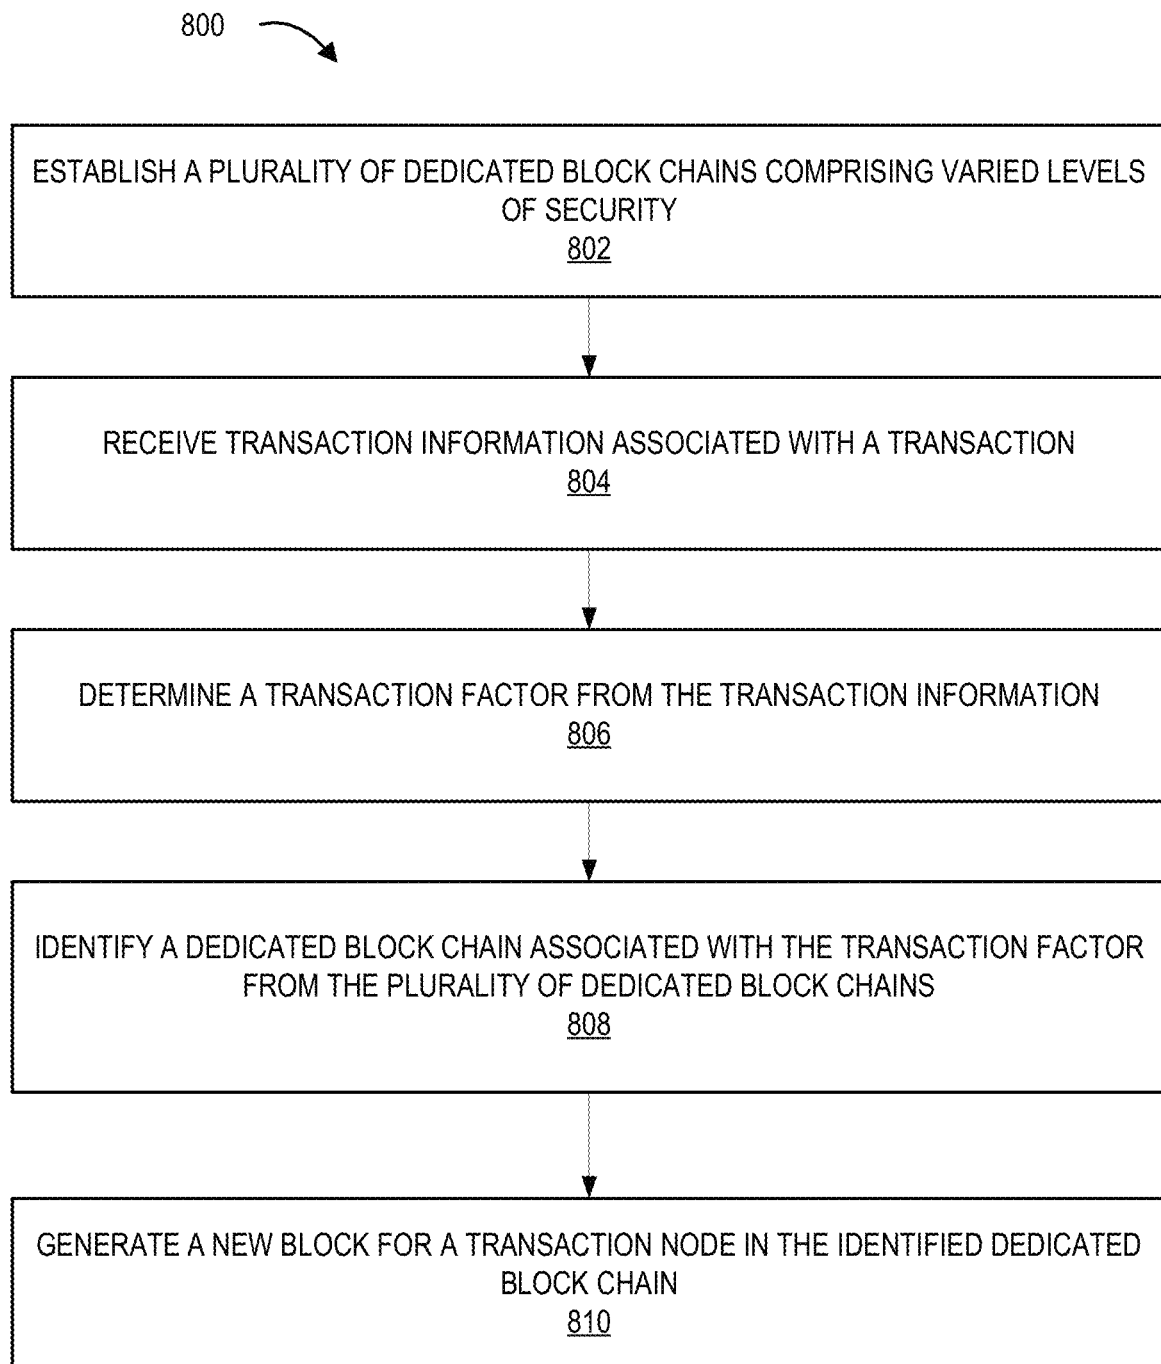 800
ESTABLISH A PLURALITY OF DEDICATED BLOCK CHAINS COMPRISING VARIED LEVELS
OF SECURITY
802
RECEIVE TRANSACTION INFORMATION ASSOCIATED WITH A TRANSACTION
804
DETERMINE A TRANSACTION FACTOR FROM THE TRANSACTION INFORMATION
806
IDENTIFY A DEDICATED BLOCK CHAIN ASSOCIATED WITH THE TRANSACTION FACTOR
FROM THE PLURALITY OF DEDICATED BLOCK CHAINS
808
GENERATE A NEW BLOCK FOR A TRANSACTION NODE IN THE IDENTIFIED DEDICATED
BLOCK CHAIN
810